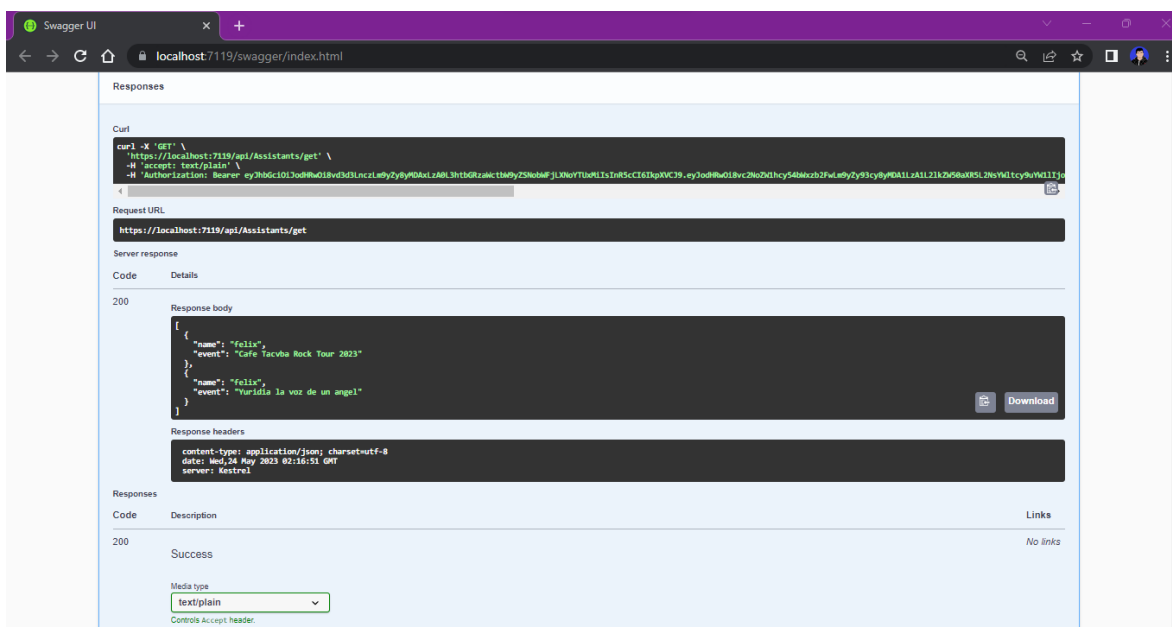 Swagger UI
localhost:7119/swagger/index.html
Responses
Curl
curl -X 'GET' \
'https://localhost:7119/api/Assistants/get' \
-H 'accept: text/plain' \
-H 'Authorization: Bearer
Request URL
https://localhost:7119/api/Assistants/get
Server response
Code Details
200
Response body
[
{
"name": "felix",
"event": "Cafe Tacvba Rock Tour 2023"
},
{
"name": "felix",
"event": "Yuridia la voz de un angel"
}
]
Download
Response headers
content-type: application/json; charset=utf-8
date: Wed,24 May 2023 02:16:51 GMT
server: Kestrel
Responses
Code Description Links
200 No links
Success
Media type
text/plain
Controls Accept header.